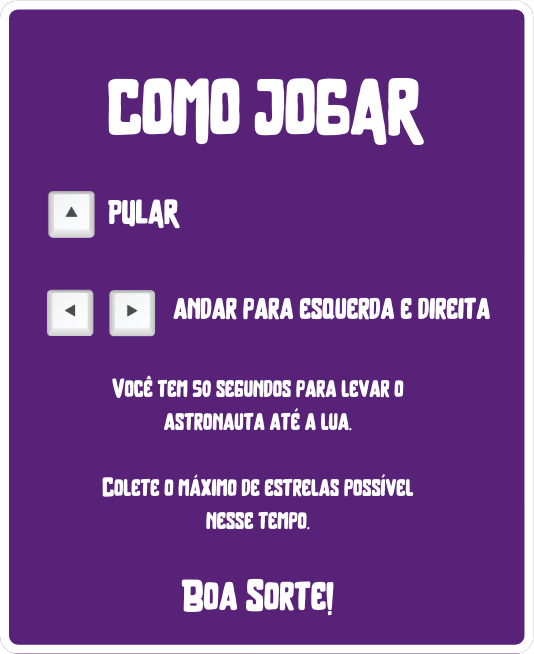 COMO JOGAR
PULAR
ANDAR PARA ESQUERDA E DIREITA
Você tem 50 segundos para levar o
astronauta até a lua.
Colete o máximo de estrelas possível
nesse tempo.
Boa Sorte!